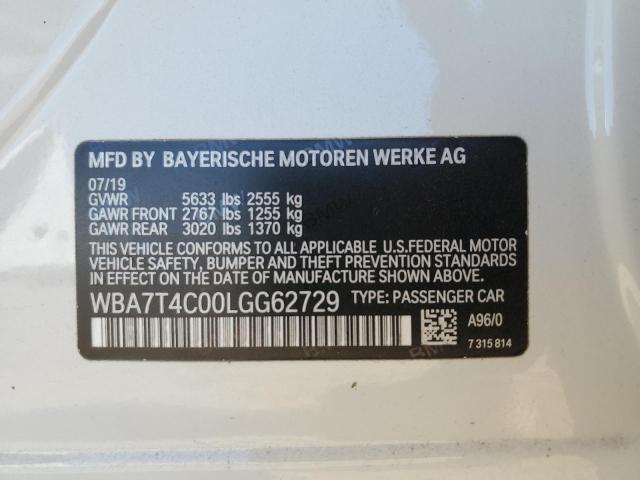 MFD BY BAYERISCHE MOTOREN WERKE AG
07/19
GVWR 5633 lbs 2555 kg
GAWR FRONT 2767 lbs 1255 kg
GAWR REAR 3020 lbs 1370 kg
THIS VEHICLE CONFORMS TO ALL APPLICABLE U.S.FEDERAL MOTOR
VEHICLE SAFETY, BUMPER AND THEFT PREVENTION STANDARDS
IN EFFECT ON THE DATE OF MANUFACTURE SHOWN ABOVE.
WBA7T4C00LGG62729 TYPE: PASSENGER CAR
A96/0
7 315 814